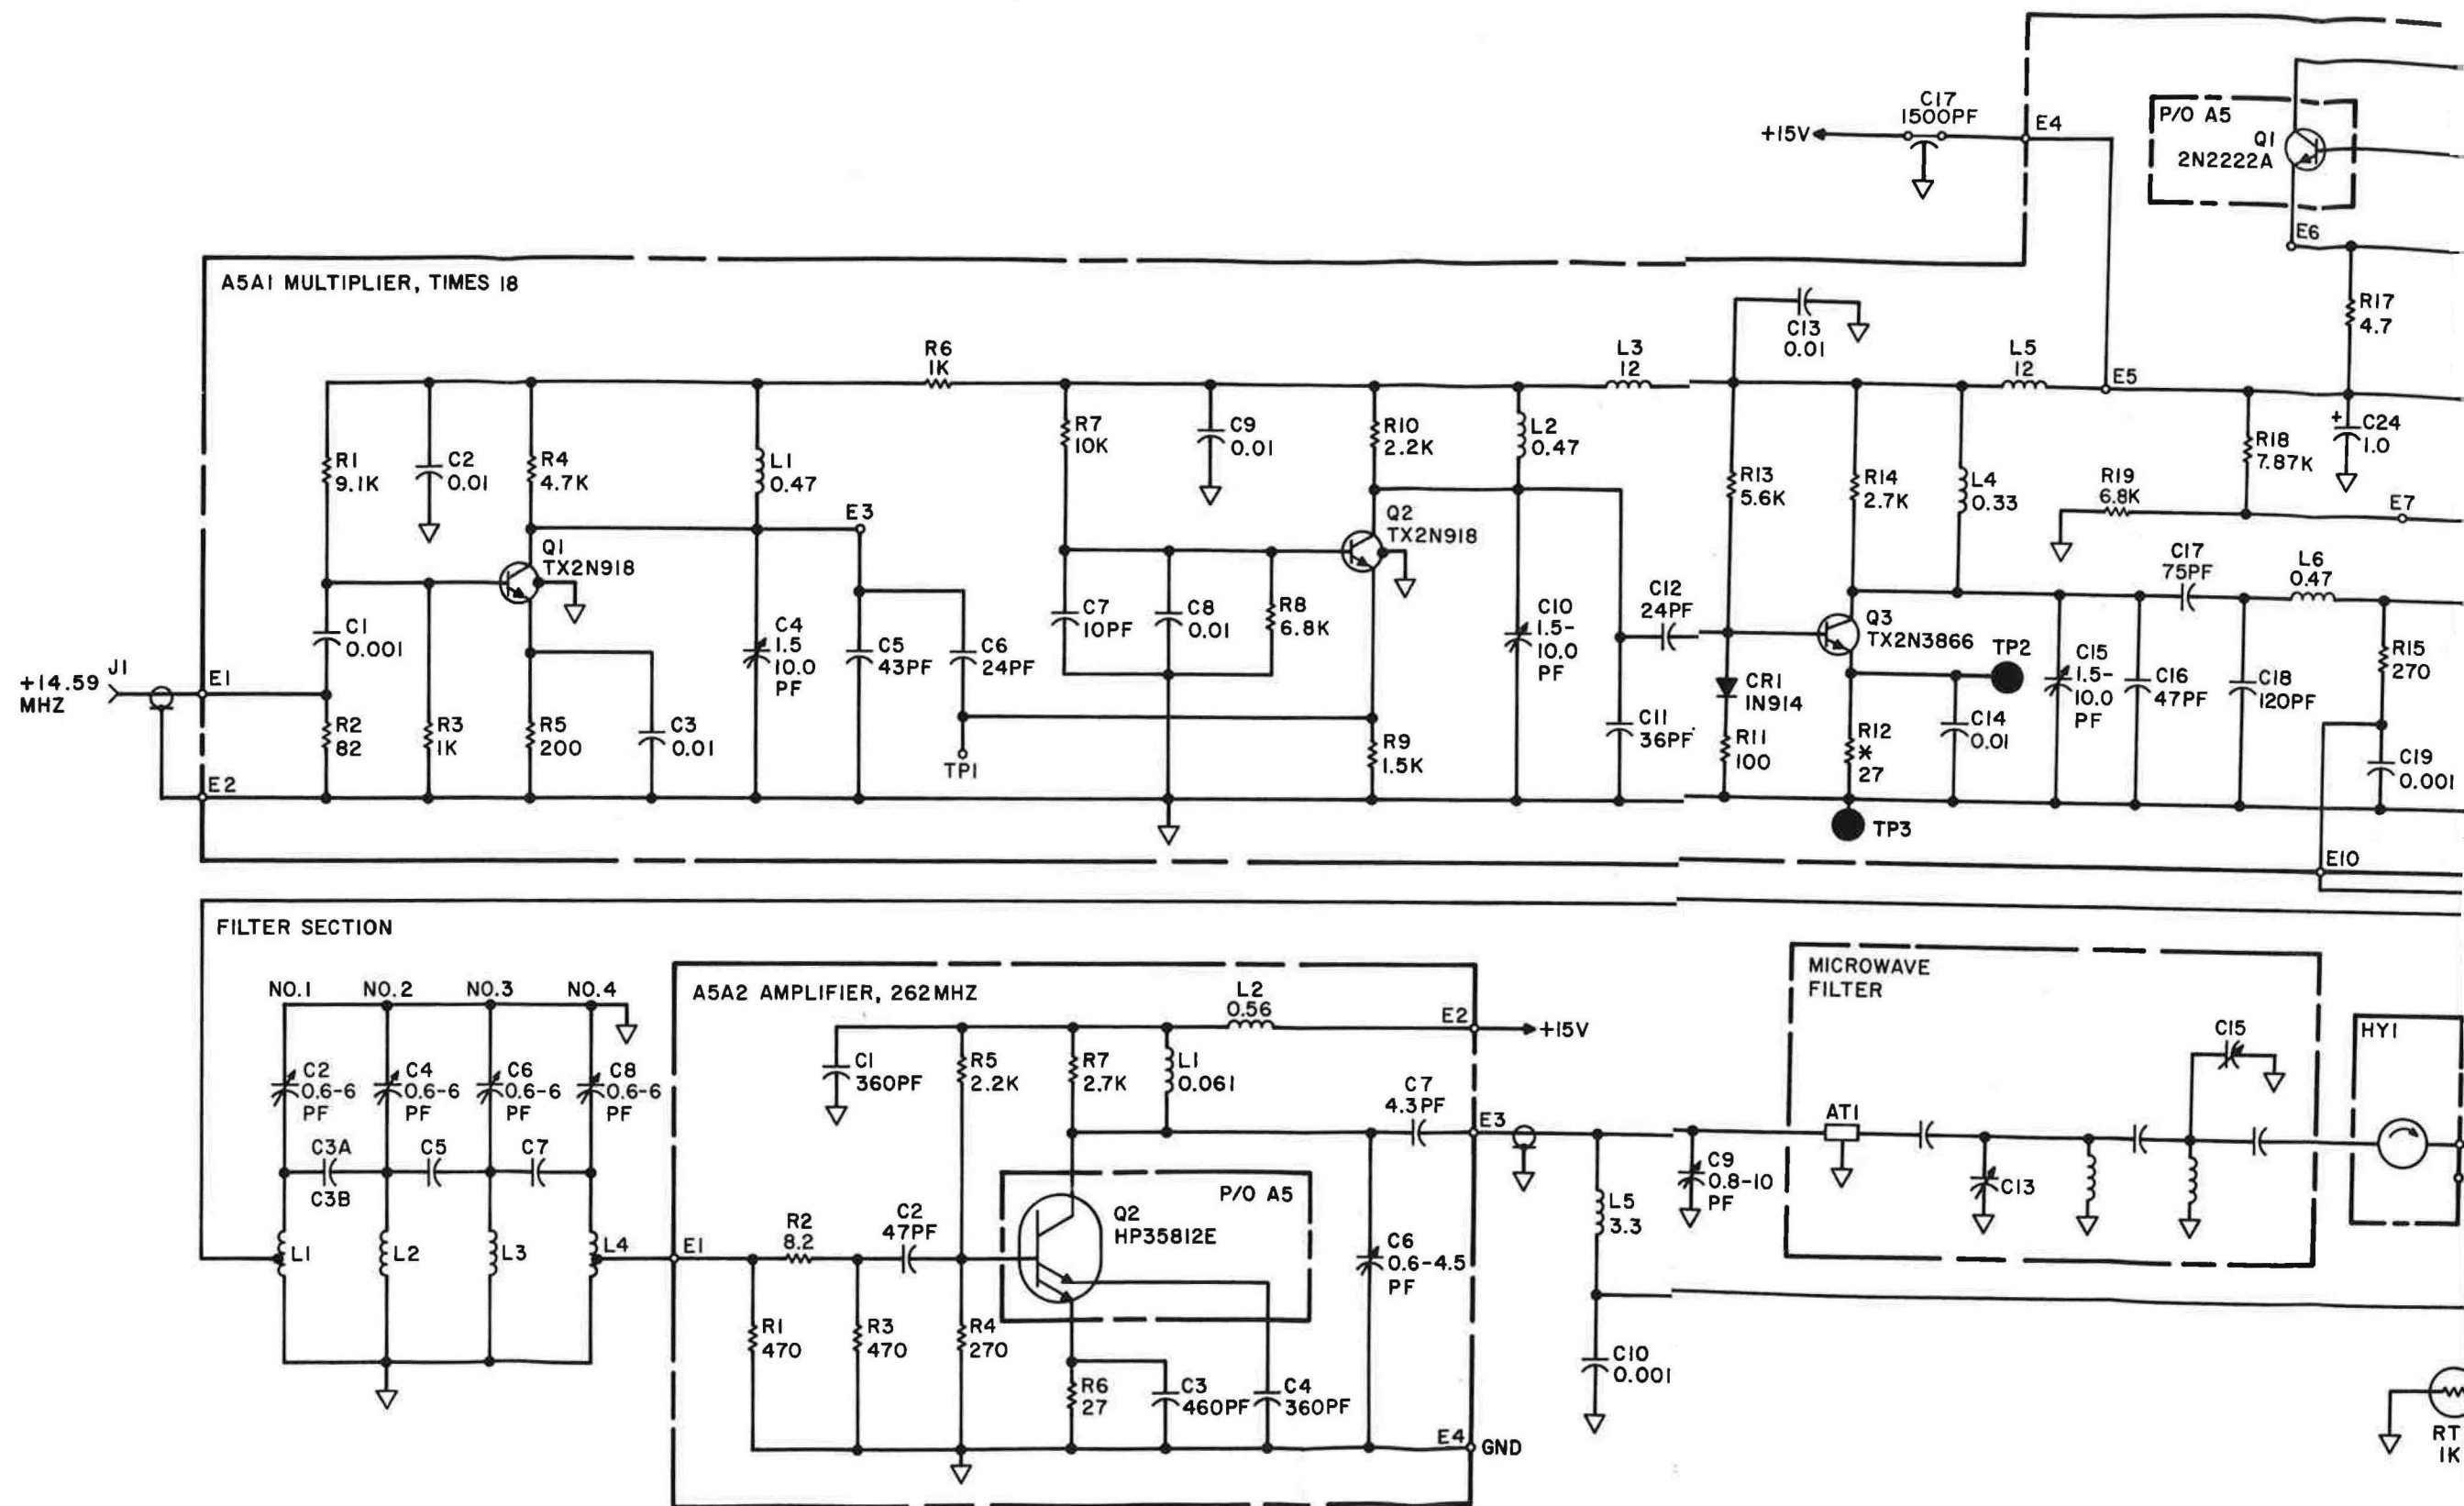 C17
1500PF
+15V
E4
P/O A5
Q1
2N2222A
E6
A5A1 MULTIPLIER, TIMES 18
R17
4.7
C13
0.01
R6
1K
L3
12
L5
12
E5
R1
9.1K
C2
0.01
R4
4.7K
L1
0.47
E3
R7
10K
C9
0.01
R10
2.2K
L2
0.47
R13
5.6K
R14
2.7K
L4
0.33
R19
6.8K
R18
7.87K
+
C24
1.0
E7
Q1
TX2N918
Q2
TX2N918
C17
75PF
L6
0.47
C1
0.001
C4
1.5
10.0
PF
C5
43PF
C6
24PF
C7
10PF
C8
0.01
R8
6.8K
C10
1.5-
10.0
PF
C12
24PF
Q3
TX2N3866
TP2
C15
1.5-
10.0
PF
C16
47PF
C18
120PF
R15
270
+14.59
MHZ
J1
E1
R2
82
R3
1K
R5
200
C3
0.01
TP1
R9
1.5K
C11
36PF
CR1
IN914
R11
100
R12
*
27
C14
0.01
C19
0.001
E2
TP3
E10
FILTER SECTION
NO.1
NO.2
NO.3
NO.4
A5A2 AMPLIFIER, 262MHZ
L2
0.56
E2
+15V
MICROWAVE
FILTER
C2
0.6-6
PF
C4
0.6-6
PF
C6
0.6-6
PF
C8
0.6-6
PF
C1
360PF
R5
2.2K
R7
2.7K
L1
0.061
C7
4.3PF
E3
C15
HY1
AT1
C3A
C3B
C5
C7
P/O A5
Q2
HP35812E
C9
0.8-10
PF
C13
L1
L2
L3
L4
E1
R2
8.2
C2
47PF
C6
0.6-4.5
PF
L5
3.3
R1
470
R3
470
R4
270
R6
27
C3
460PF
C4
360PF
C10
0.001
E4
GND
RT
1K